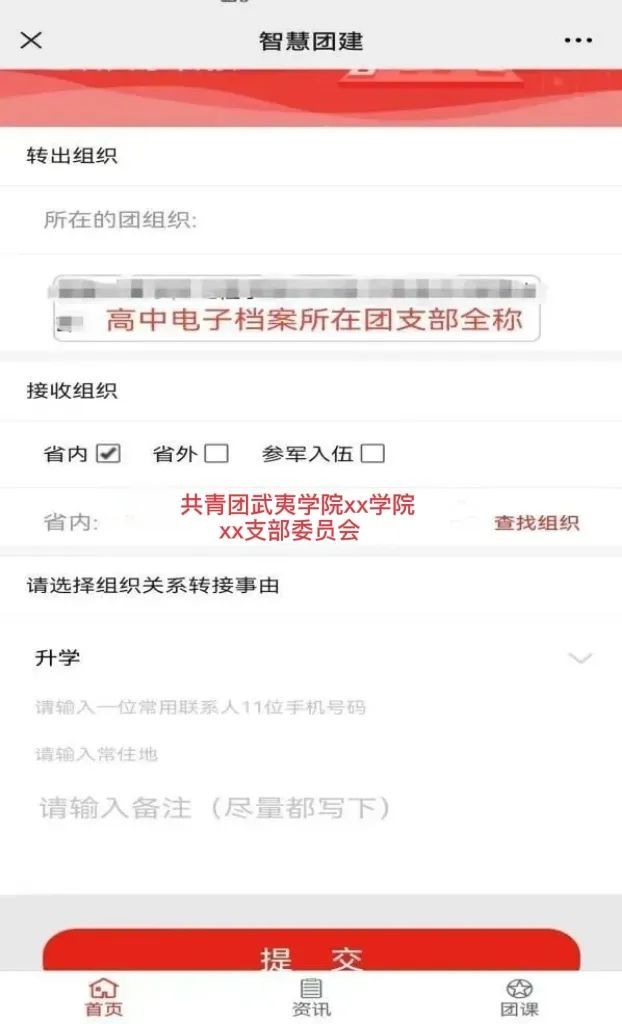 智慧团建
转出组织
所在的团组织:
高中电子档案所在团支部全称
接收组织
省内 省外 参军入伍
省内: 共青团武夷学院xx学院 查找组织
xx支部委员会
请选择组织关系转接事由
升学
请输入一位常用联系人11位手机号码
请输入常住地
请输入备注（尽量都写下）
提 交
首页 资讯 团课